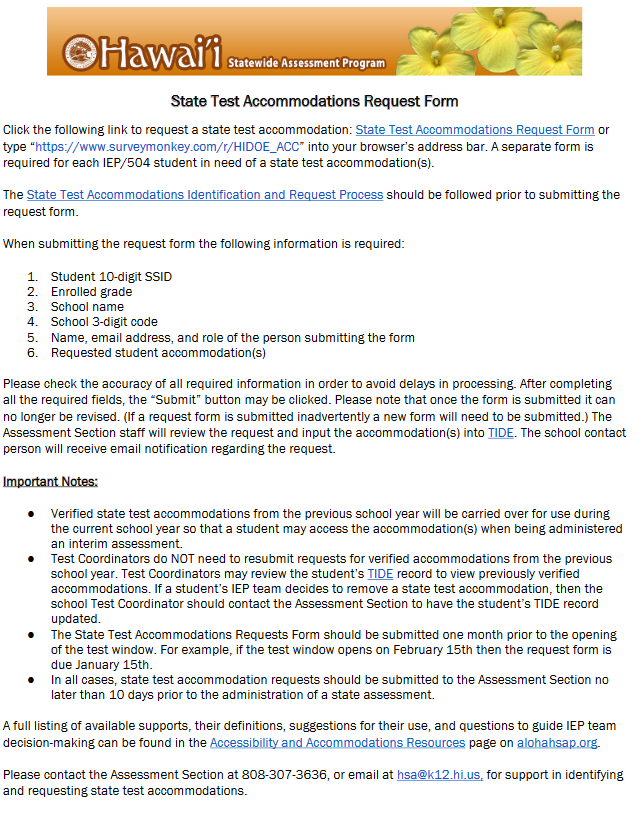 Hawai'i Statewide Assessment Program
State Test Accommodations Request Form
Click the following link to request a state test accommodation: State Test Accommodations Request Form or
type “https://www.surveymonkey.com/r/HIDOE_ACC” into your browser’s address bar. A separate form is
required for each IEP/504 student in need of a state test accommodation(s).
The State Test Accommodations Identification and Request Process should be followed prior to submitting the
request form.
When submitting the request form the following information is required:
1. Student 10-digit SSID
2. Enrolled grade
3. School name
4. School 3-digit code
5. Name, email address, and role of the person submitting the form
6. Requested student accommodation(s)
Please check the accuracy of all required information in order to avoid delays in processing. After completing
all the required fields, the “Submit” button may be clicked. Please note that once the form is submitted it can
no longer be revised. (If a request form is submitted inadvertently a new form will need to be submitted.) The
Assessment Section staff will review the request and input the accommodation(s) into TIDE. The school contact
person will receive email notification regarding the request.
Important Notes:
● Verified state test accommodations from the previous school year will be carried over for use during
the current school year so that a student may access the accommodation(s) when being administered
an interim assessment.
● Test Coordinators do NOT need to resubmit requests for verified accommodations from the previous
school year. Test Coordinators may review the student’s TIDE record to view previously verified
accommodations. If a student’s IEP team decides to remove a state test accommodation, then the
school Test Coordinator should contact the Assessment Section to have the student’s TIDE record
updated.
● The State Test Accommodations Requests Form should be submitted one month prior to the opening
of the test window. For example, if the test window opens on February 15th then the request form is
due January 15th.
● In all cases, state test accommodation requests should be submitted to the Assessment Section no
later than 10 days prior to the administration of a state assessment.
A full listing of available supports, their definitions, suggestions for their use, and questions to guide IEP team
decision-making can be found in the Accessibility and Accommodations Resources page on alohahsap.org.
Please contact the Assessment Section at 808-307-3636, or email at hsa@k12.hi.us, for support in identifying
and requesting state test accommodations.